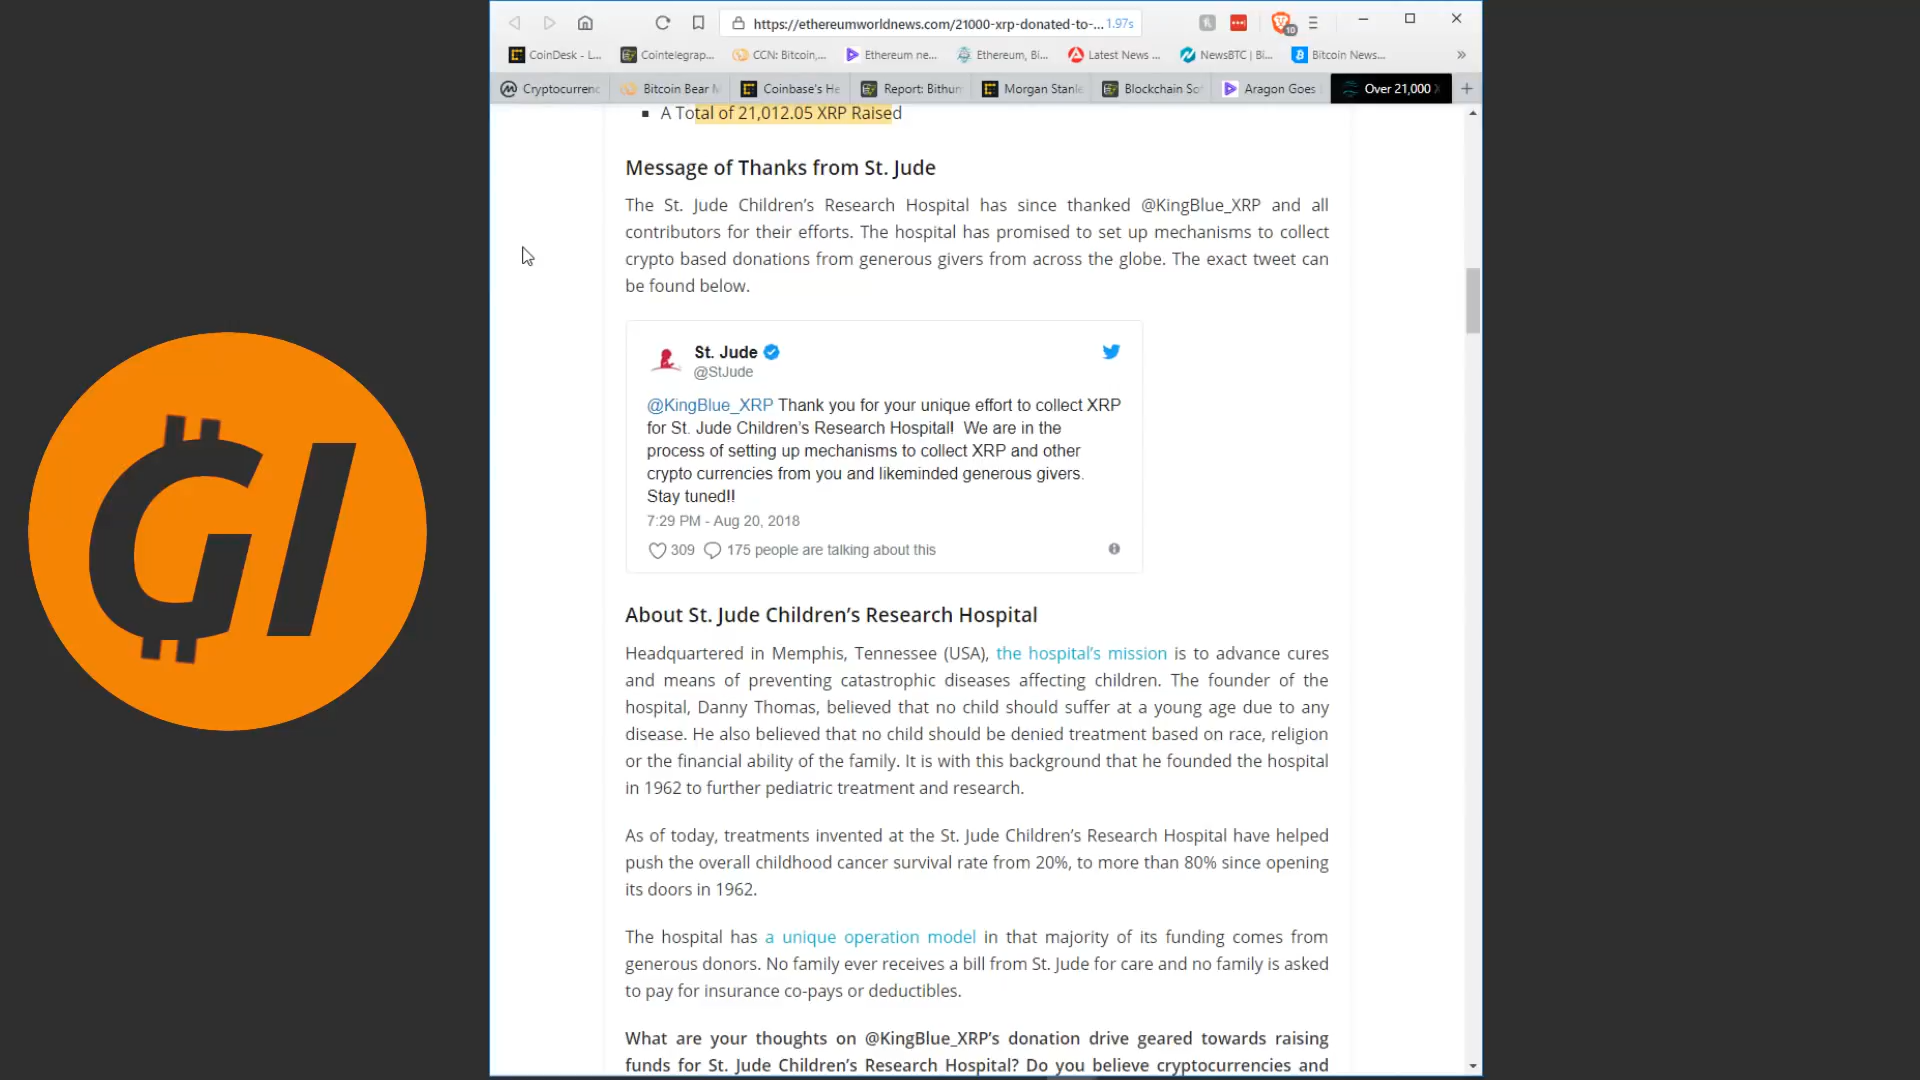 https://ethereumworldnews.com/21000-xrp-donated-to-... 1.97s
10
CoinDesk - L... Cointelegrap... CCN: Bitcoin,... Ethereum ne... Ethereum, Bi... Latest News ... NewsBTC | Bi... Bitcoin News... »
Cryptocurrenc Bitcoin Bear M Coinbase's He Report: Bithum Morgan Stanle Blockchain So Aragon Goes Over 21,000 X +
A Total of 21,012.05 XRP Raised
Message of Thanks from St. Jude
The St. Jude Children’s Research Hospital has since thanked @KingBlue_XRP and all
contributors for their efforts. The hospital has promised to set up mechanisms to collect
crypto based donations from generous givers from across the globe. The exact tweet can
be found below.
St. Jude
@StJude
@KingBlue_XRP Thank you for your unique effort to collect XRP
for St. Jude Children’s Research Hospital!  We are in the
process of setting up mechanisms to collect XRP and other
crypto currencies from you and likeminded generous givers.
Stay tuned!!
7:29 PM - Aug 20, 2018
309 175 people are talking about this
GI
About St. Jude Children’s Research Hospital
Headquartered in Memphis, Tennessee (USA), the hospital’s mission is to advance cures
and means of preventing catastrophic diseases affecting children. The founder of the
hospital, Danny Thomas, believed that no child should suffer at a young age due to any
disease. He also believed that no child should be denied treatment based on race, religion
or the financial ability of the family. It is with this background that he founded the hospital
in 1962 to further pediatric treatment and research.
As of today, treatments invented at the St. Jude Children’s Research Hospital have helped
push the overall childhood cancer survival rate from 20%, to more than 80% since opening
its doors in 1962.
The hospital has a unique operation model in that majority of its funding comes from
generous donors. No family ever receives a bill from St. Jude for care and no family is asked
to pay for insurance co-pays or deductibles.
What are your thoughts on @KingBlue_XRP’s donation drive geared towards raising
funds for St. Jude Children’s Research Hospital? Do you believe cryptocurrencies and